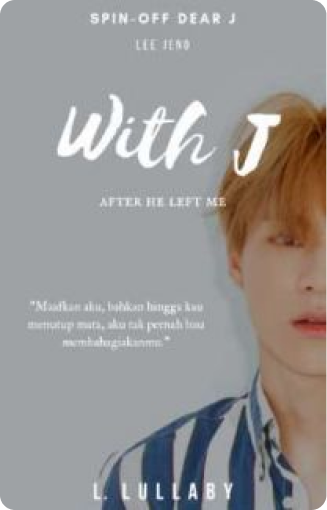 SPIN-OFF DEAR J
LEE JENO
With J
AFTER HE LEFT ME
"Maafkan aku, bahkan hingga kau
menutup mata, aku tak pernah bisa
membahagiakanmu."
L. LULLABY